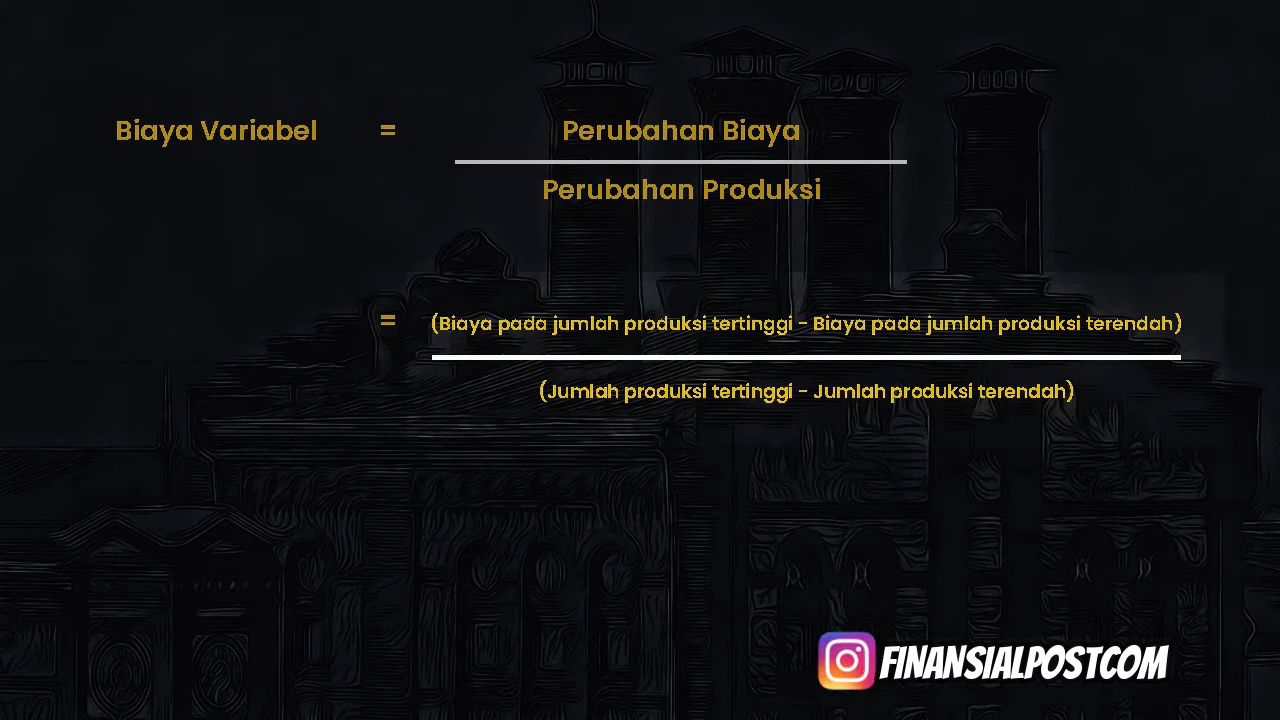 Biaya Variabel = Perubahan Biaya
Perubahan Produksi
= (Biaya pada jumlah produksi tertinggi - Biaya pada jumlah produksi terendah)
(Jumlah produksi tertinggi - Jumlah produksi terendah)
FINANSIALPOSTCOM